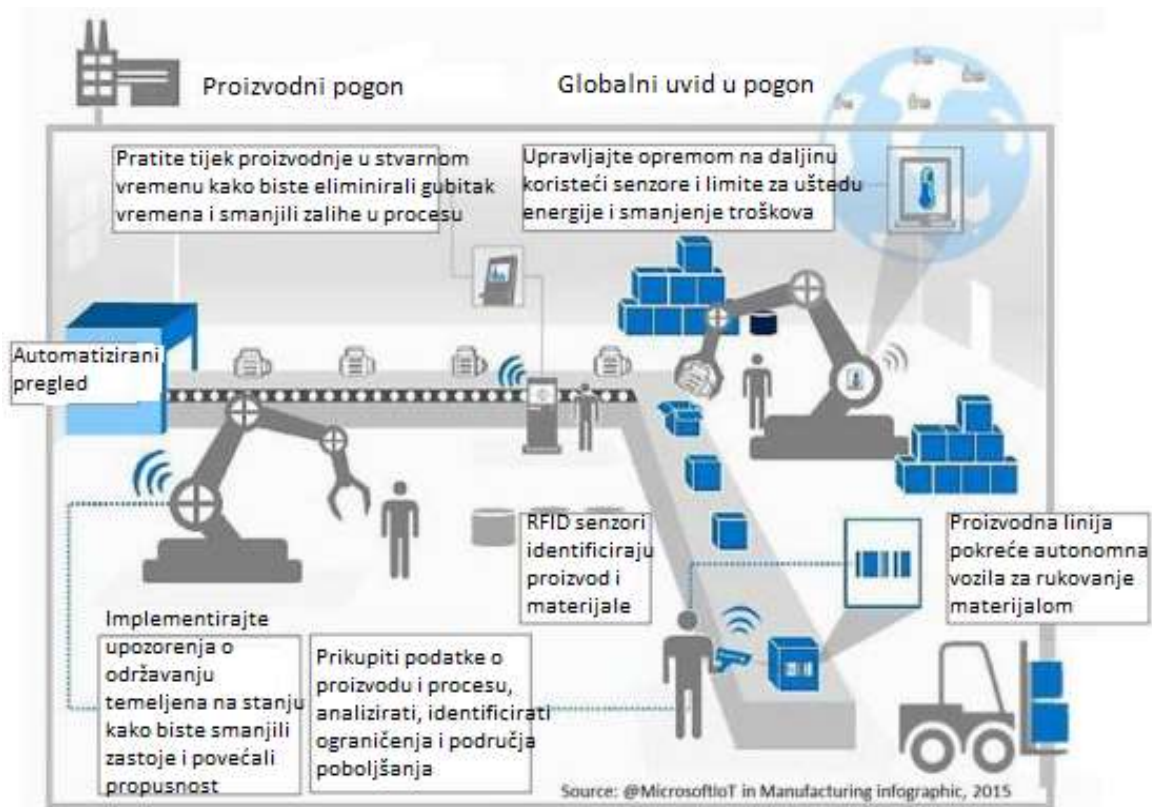 Proizvodni pogon
Globalni uvid u pogon
Pratite tijek proizvodnje u stvarnom
vremenu kako biste eliminirali gubitak
vremena i smanjili zalihe u procesu
Upravljajte opremom na daljinu
koristeći senzore i limite za uštedu
energije i smanjenje troškova
Automatizirani
pregled
RFID senzori
identificiraju
proizvod i
materijale
Proizvodna linija
pokreće autonomna
vozila za rukovanje
materijalom
Implementirajte
upozorenja o
održavanju
temeljena na stanju
kako biste smanjili
zastoje i povećali
propusnost
Prikupiti podatke o
proizvodu i procesu,
analizirati, identificirati
ograničenja i područja
poboljšanja
Source: @MicrosoftIoT in Manufacturing infographic, 2015